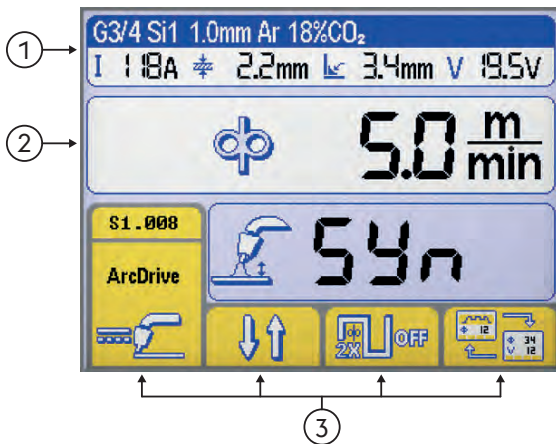 G3/4 Si1 1.0mm Ar 18%CO₂
I 118A 2.2mm 3.4mm V 19.5V
1
2
5.0 m/min
S1.008
ArcDrive
Syn
2X OFF
Φ 12
Φ 34
V 12
3